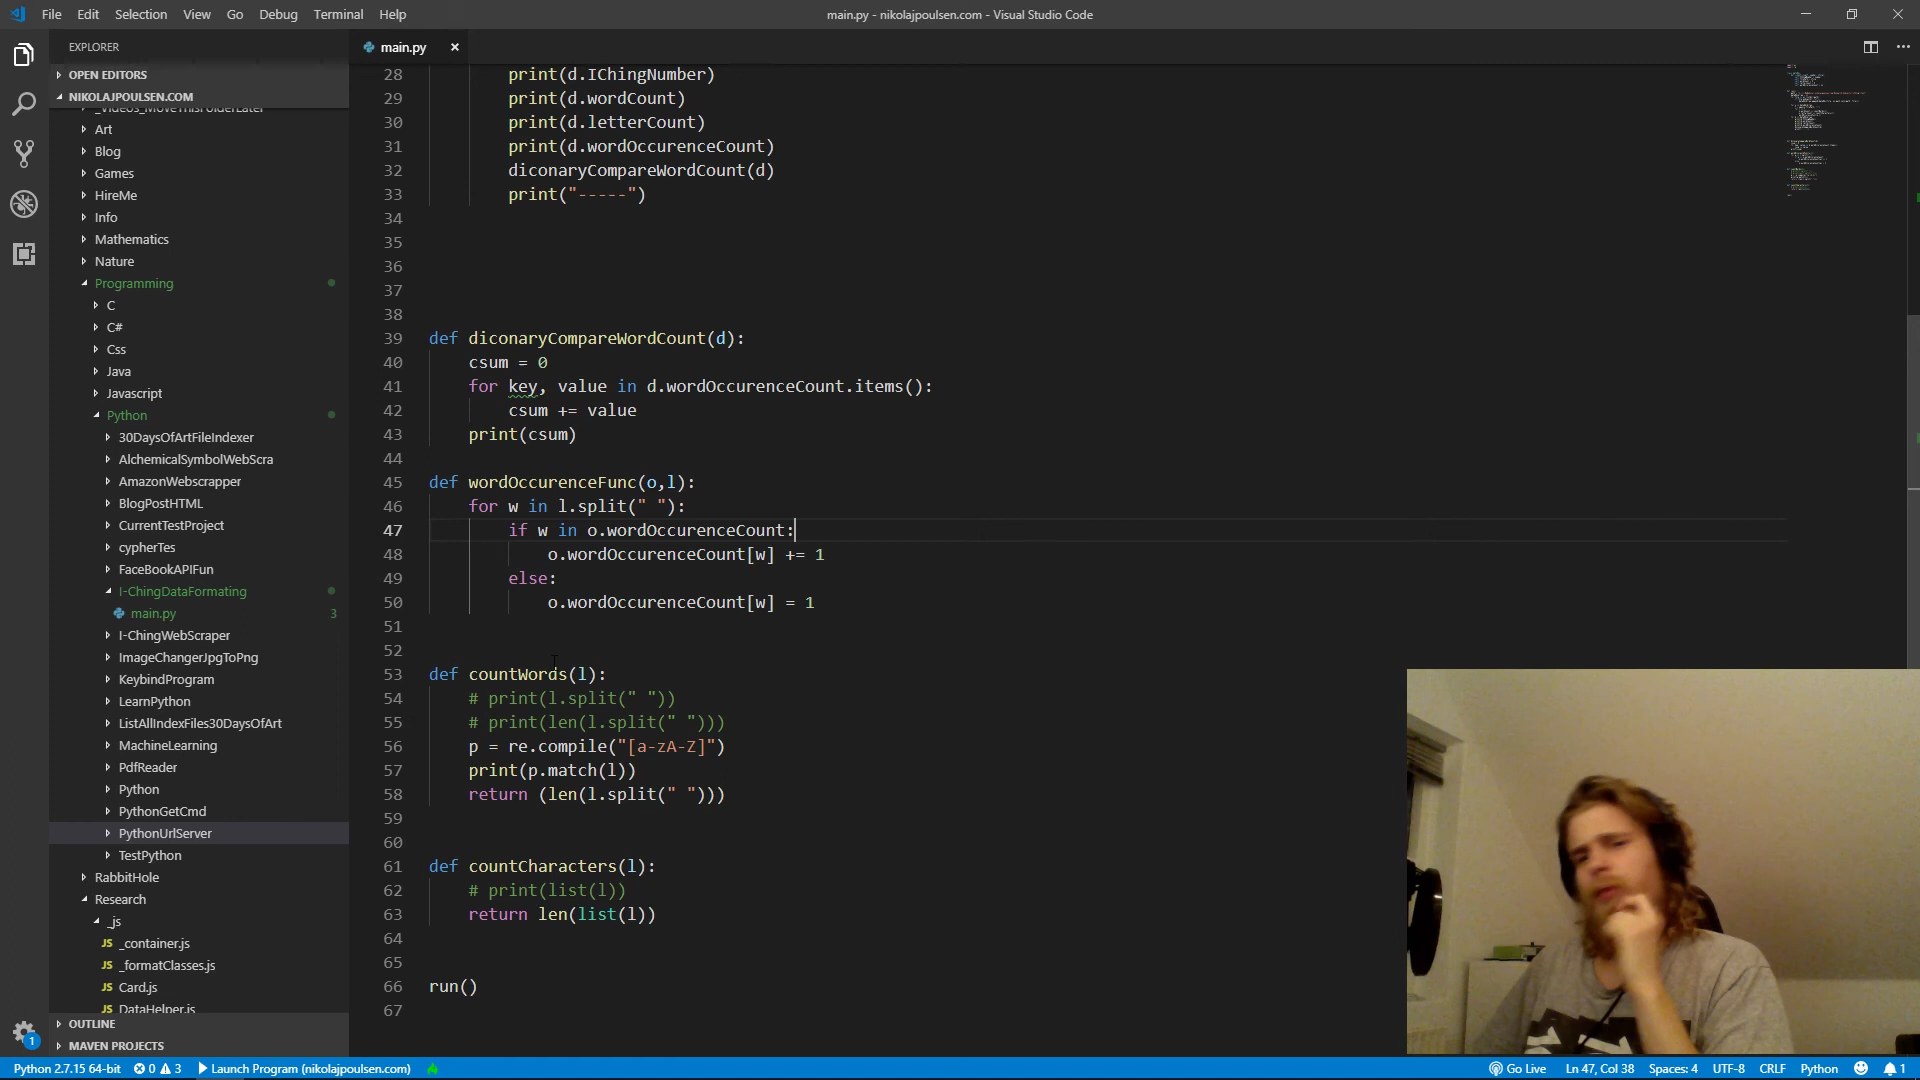 File Edit Selection View Go Debug Terminal Help
main.py - nikolajpoulsen.com - Visual Studio Code
EXPLORER
OPEN EDITORS
NIKOLAJPOULSEN.COM
_Videos_MoveThisFolderLater
Art
Blog
Games
HireMe
Info
Mathematics
Nature
Programming
C
C#
Css
Java
Javascript
Python
30DaysOfArtFileIndexer
AlchemicalSymbolWebScra
AmazonWebscrapper
BlogPostHTML
CurrentTestProject
cypherTes
FaceBookAPIFun
I-ChingDataFormating
main.py 3
I-ChingWebScraper
ImageChangerJpgToPng
KeybindProgram
LearnPython
ListAllIndexFiles30DaysOfArt
MachineLearning
PdfReader
Python
PythonGetCmd
PythonUrlServer
TestPython
RabbitHole
Research
_js
JS _container.js
JS _formatClasses.js
JS Card.js
JS DataHelper.js
OUTLINE
MAVEN PROJECTS
1
main.py ×
28 print(d.IChingNumber)
29 print(d.wordCount)
30 print(d.letterCount)
31 print(d.wordOccurenceCount)
32 diconaryCompareWordCount(d)
33 print("-----")
34
35
36
37
38
39 def diconaryCompareWordCount(d):
40 csum = 0
41 for key, value in d.wordOccurenceCount.items():
42 csum += value
43 print(csum)
44
45 def wordOccurenceFunc(o,l):
46 for w in l.split(" "):
47 if w in o.wordOccurenceCount:
48 o.wordOccurenceCount[w] += 1
49 else:
50 o.wordOccurenceCount[w] = 1
51
52
53 def countWords(l):
54 # print(l.split(" "))
55 # print(len(l.split(" ")))
56 p = re.compile("[a-zA-Z]")
57 print(p.match(l))
58 return (len(l.split(" ")))
59
60
61 def countCharacters(l):
62 # print(list(l))
63 return len(list(l))
64
65
66 run()
67
Python 2.7.15 64-bit 0 3 Launch Program (nikolajpoulsen.com) Go Live Ln 47, Col 38 Spaces: 4 UTF-8 CRLF Python 1